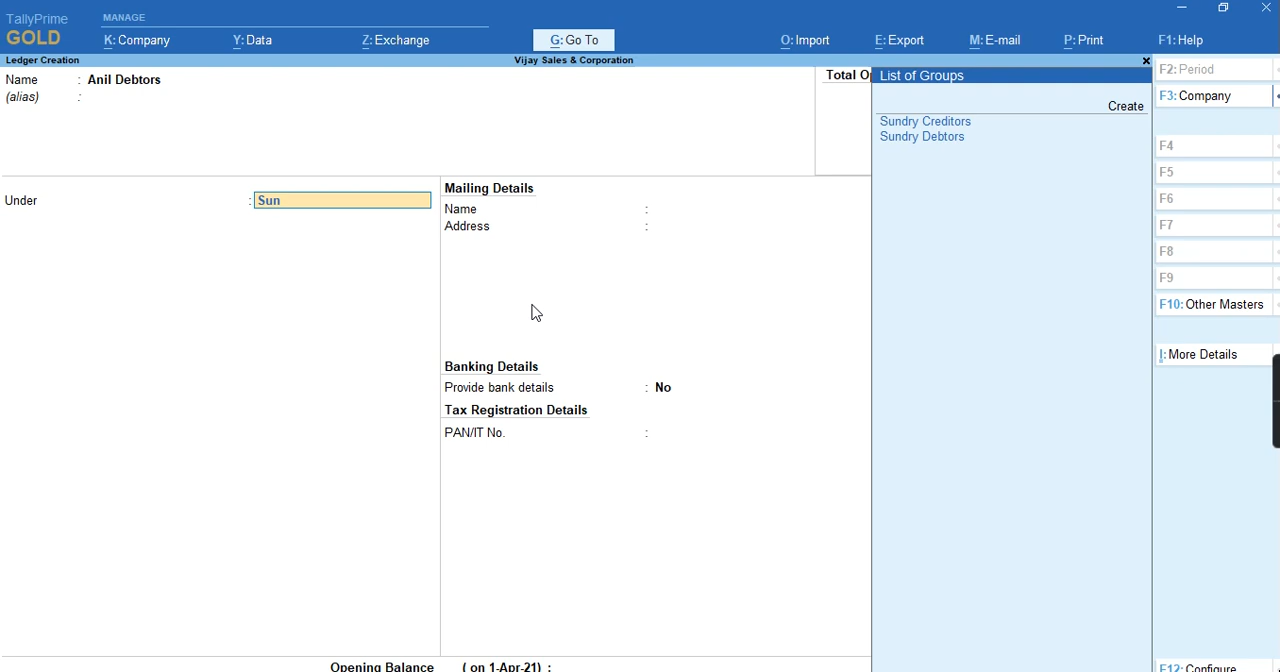 TallyPrime
GOLD
MANAGE
K: Company
Y: Data
Z: Exchange
G: Go To
O: Import
E: Export
M: E-mail
P: Print
F1: Help
Ledger Creation
Vijay Sales & Corporation
Name : Anil Debtors
(alias) :
Total Op
List of Groups
Create
Sundry Creditors
Sundry Debtors
Under : Sun
Mailing Details
Name :
Address :
Banking Details
Provide bank details : No
Tax Registration Details
PAN/IT No. :
Opening Balance ( on 1-Apr-21) :
F2: Period
F3: Company
F4
F5
F6
F7
F8
F9
F10: Other Masters
I: More Details
F12: Configure